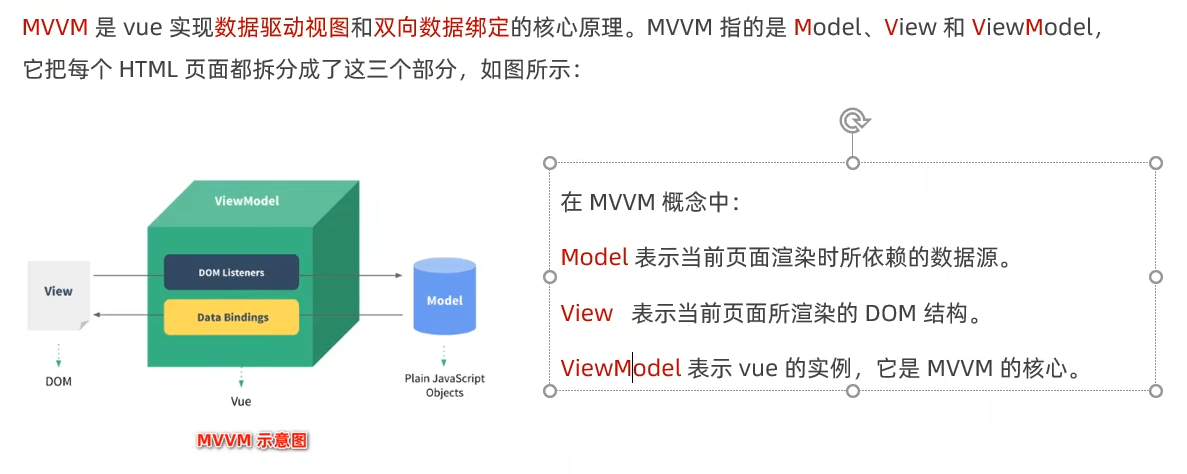 MVVM 是 vue 实现数据驱动视图和双向数据绑定的核心原理。MVVM 指的是 Model、View 和 ViewModel，
它把每个 HTML 页面都拆分成了这三个部分，如图所示：
ViewModel
DOM Listeners
View
Model
Data Bindings
DOM
Plain JavaScript
Objects
Vue
MVVM 示意图
在 MVVM 概念中：
Model 表示当前页面渲染时所依赖的数据源。
View 表示当前页面所渲染的 DOM 结构。
ViewModel 表示 vue 的实例，它是 MVVM 的核心。